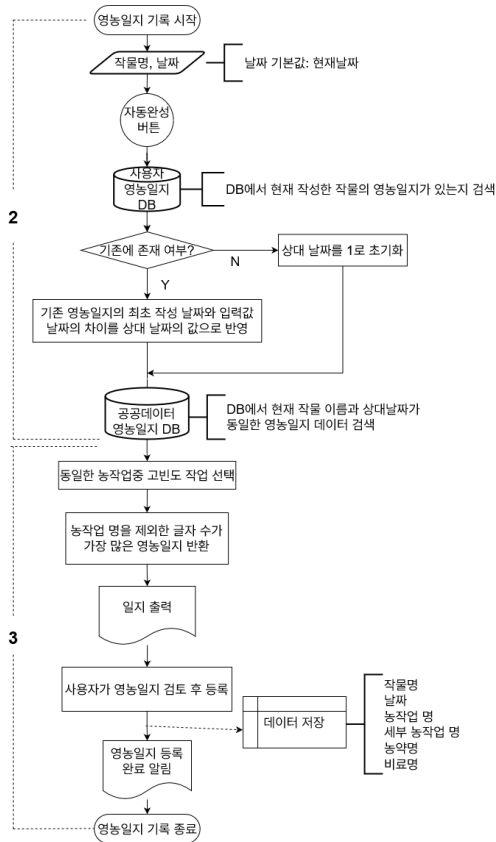 영농일지 기록 시작
작물명, 날짜
날짜 기본값: 현재날짜
자동완성
버튼
사용자
영농일지
DB
DB에서 현재 작성한 작물의 영농일지가 있는지 검색
2
기존에 존재 여부?
N
상대 날짜를 1로 초기화
Y
기존 영농일지의 최초 작성 날짜와 입력값
날짜의 차이를 상대 날짜의 값으로 반영
공공데이터
영농일지 DB
DB에서 현재 작물 이름과 상대날짜가
동일한 영농일지 데이터 검색
동일한 농작업중 고빈도 작업 선택
농작업 명을 제외한 글자 수가
가장 많은 영농일지 반환
일지 출력
3
사용자가 영농일지 검토 후 등록
데이터 저장
작물명
날짜
농작업 명
세부 농작업 명
농약명
비료명
영농일지 등록
완료 알림
영농일지 기록 종료